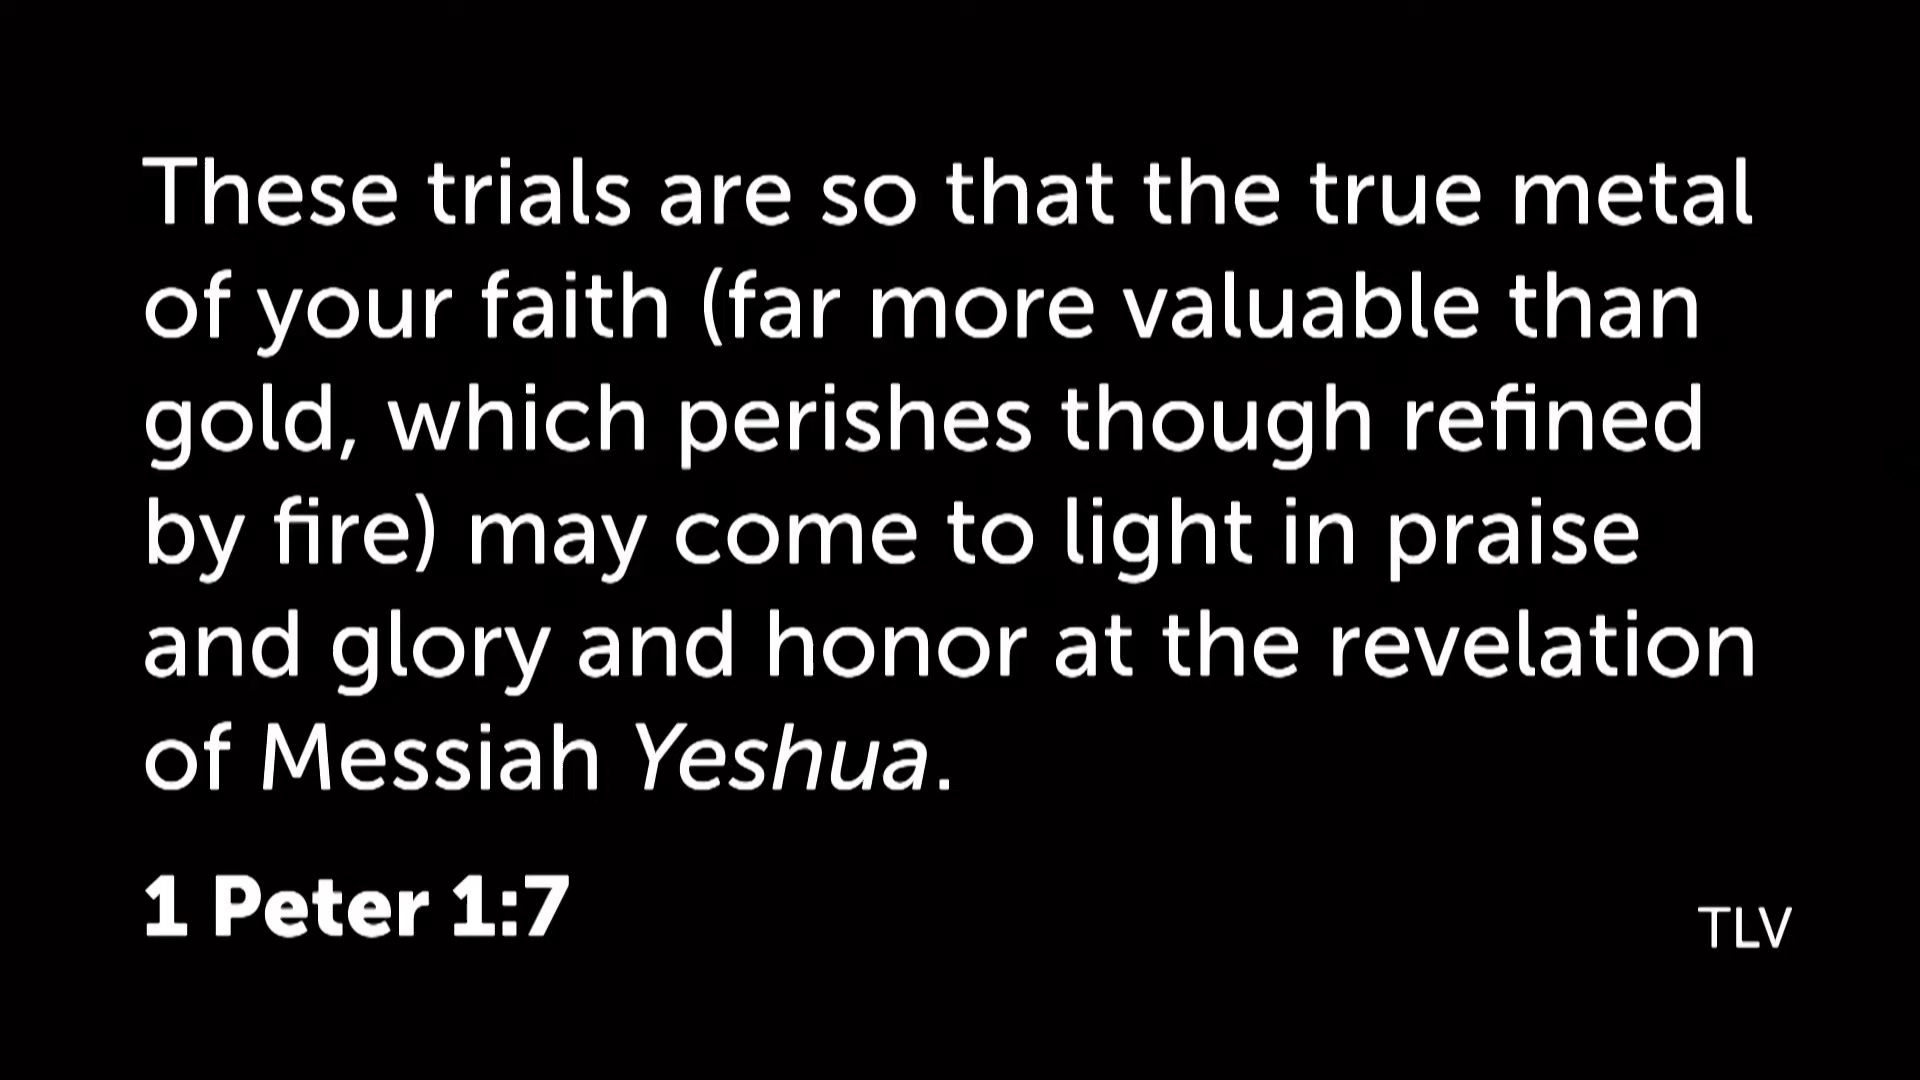 These trials are so that the true metal
of your faith (far more valuable than
gold, which perishes though refined
by fire) may come to light in praise
and glory and honor at the revelation
of Messiah Yeshua.
1 Peter 1:7
TLV